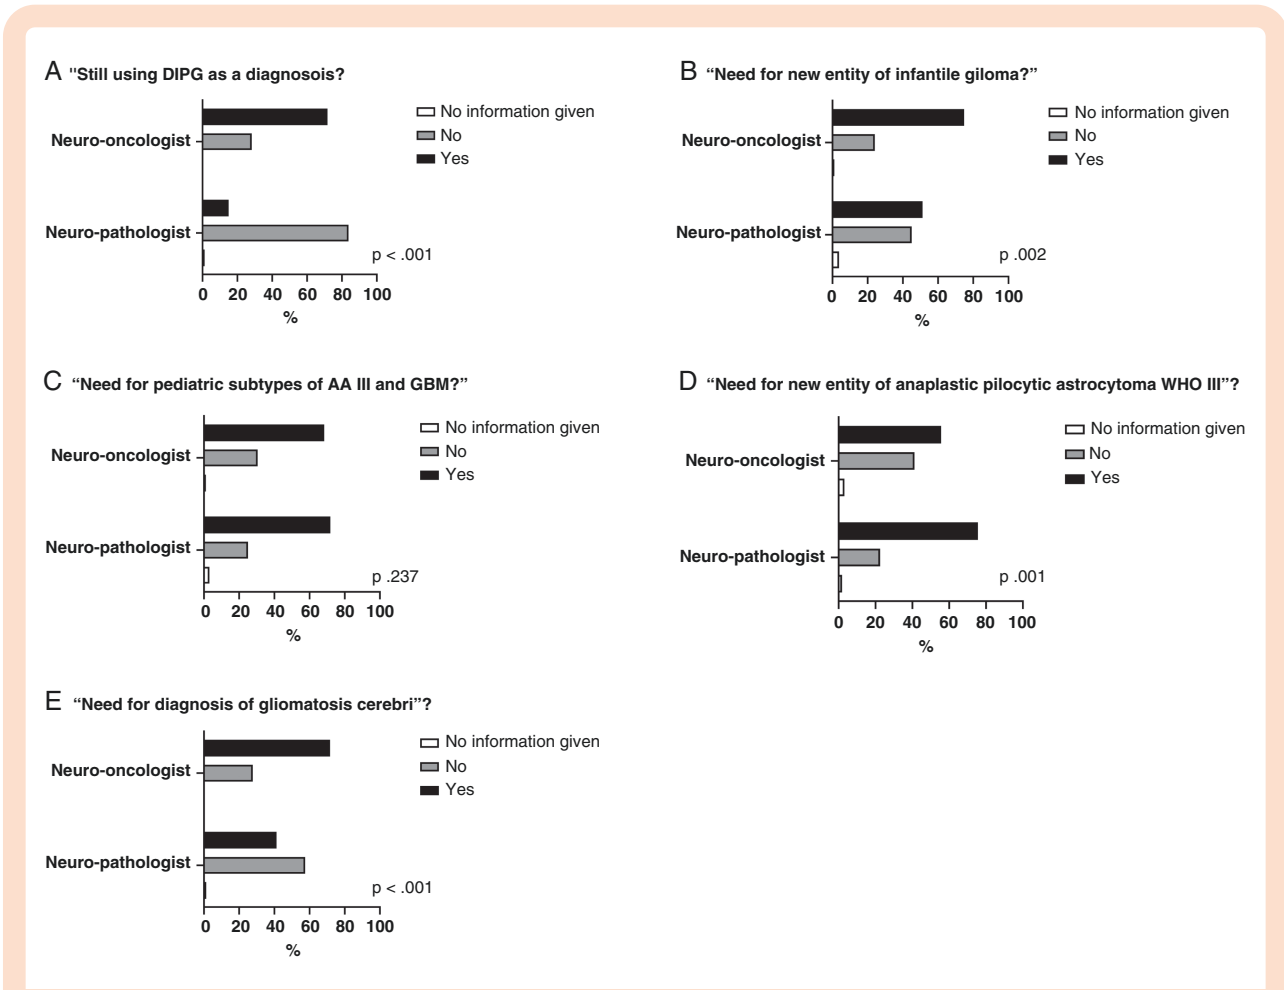 A "Still using DIPG as a diagnosois?
No information given
No
Yes
Neuro-oncologist
Neuro-pathologist
p < .001
0 20 40 60 80 100
%
B “Need for new entity of infantile giloma?”
No information given
No
Yes
Neuro-oncologist
Neuro-pathologist
p .002
0 20 40 60 80 100
%
C “Need for pediatric subtypes of AA III and GBM?”
No information given
No
Yes
Neuro-oncologist
Neuro-pathologist
p .237
0 20 40 60 80 100
%
D “Need for new entity of anaplastic pilocytic astrocytoma WHO III”?
No information given
No
Yes
Neuro-oncologist
Neuro-pathologist
p .001
0 20 40 60 80 100
%
E “Need for diagnosis of gliomatosis cerebri”?
No information given
No
Yes
Neuro-oncologist
Neuro-pathologist
p < .001
0 20 40 60 80 100
%